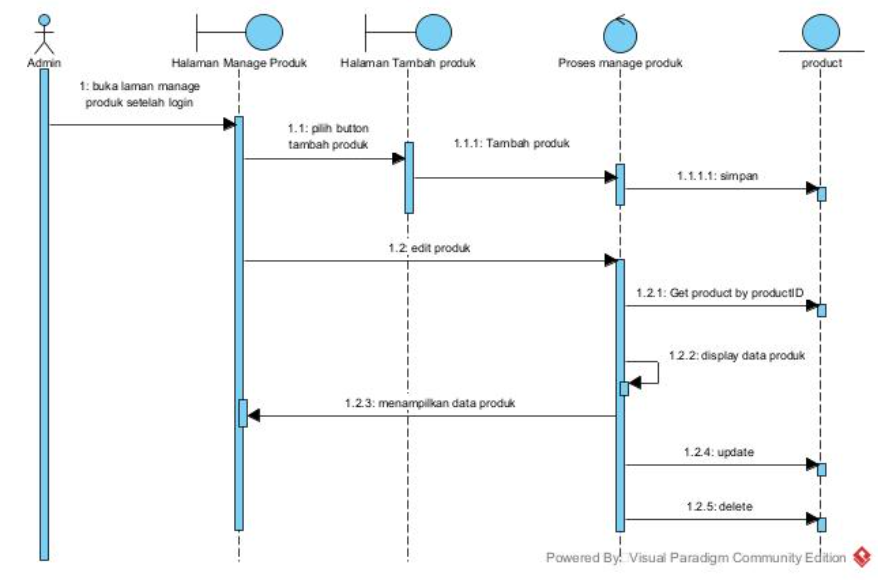 Admin
Halaman Manage Produk
Halaman Tambah produk
Proses manage produk
product
1: buka laman manage
produk setelah login
1.1: pilih button
tambah produk
1.1.1: Tambah produk
1.1.1.1: simpan
1.2: edit produk
1.2.1: Get product by productID
1.2.2: display data produk
1.2.3: menampilkan data produk
1.2.4: update
1.2.5: delete
Powered By: Visual Paradigm Community Edition